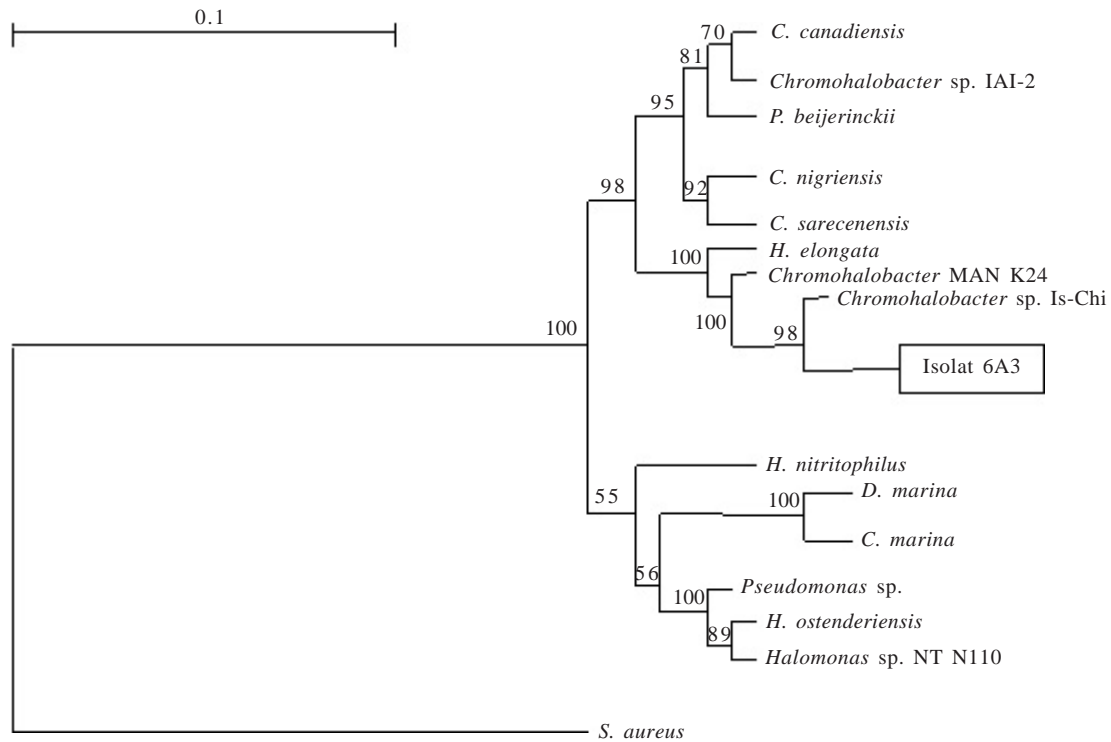 0.1
70
C. canadiensis
81
Chromohalobacter sp. IAI-2
95
P. beijerinckii
98
C. nigriensis
92
C. sarecenensis
100
H. elongata
Chromohalobacter MAN K24
Chromohalobacter sp. Is-Chi
100
100
98
Isolat 6A3
H. nitritophilus
55
100
D. marina
C. marina
56
Pseudomonas sp.
100
H. ostenderiensis
89
Halomonas sp. NT N110
S. aureus